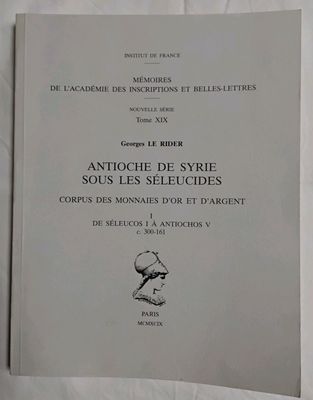 INSTITUT DE FRANCE
MÉMOIRES
DE L'ACADÉMIE DES INSCRIPTIONS ET BELLES-LETTRES
NOUVELLE SÉRIE
Tome XIX
Georges LE RIDER
ANTIOCHE DE SYRIE
SOUS LES SÉLEUCIDES
CORPUS DES MONNAIES D'OR ET D'ARGENT
I
DE SÉLEUCOS I À ANTIOCHOS V
c. 300-161
PARIS
MCMXCIX